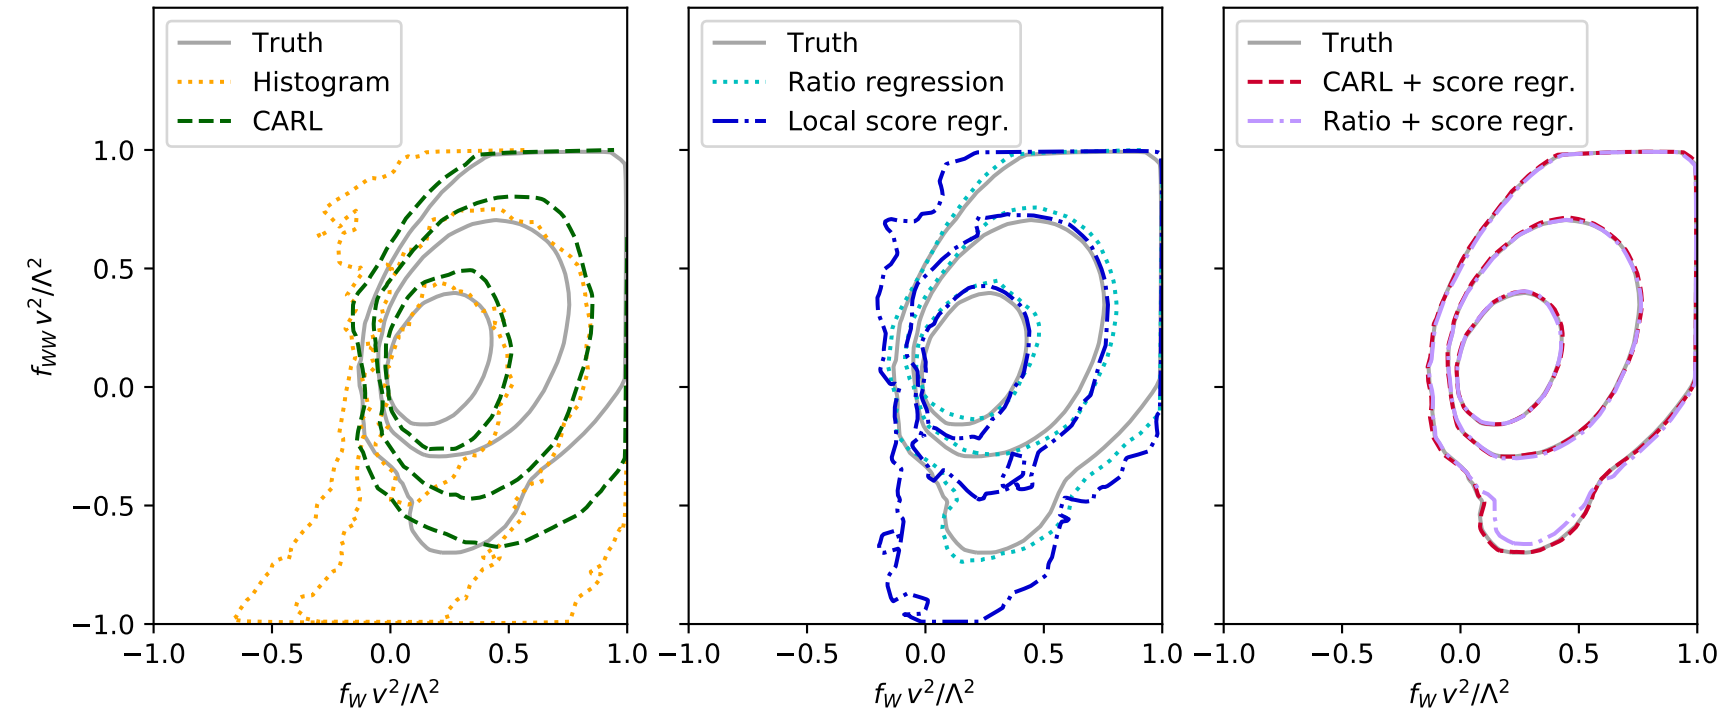 Truth
Histogram
CARL
Truth
Ratio regression
Local score regr.
Truth
CARL + score regr.
Ratio + score regr.
1.0
0.5
0.0
−0.5
−1.0
f_{WW} v²/Λ²
−1.0 −0.5 0.0 0.5 1.0
−1.0 −0.5 0.0 0.5 1.0
−1.0 −0.5 0.0 0.5 1.0
f_W v²/Λ²
f_W v²/Λ²
f_W v²/Λ²